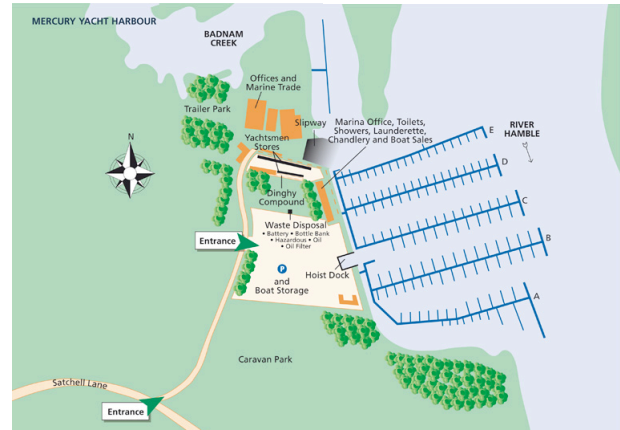 MERCURY YACHT HARBOUR
BADNAM
CREEK
Offices and
Marine Trade
Trailer Park
Slipway
Marina Office, Toilets,
Showers, Launderette,
Chandlery and Boat Sales
Yachtsmen
Stores
E
RIVER
HAMBLE
N
D
Dinghy
Compound
C
Waste Disposal
• Battery • Bottle Bank
• Hazardous • Oil
• Oil Filter
Entrance
B
P
and
Boat Storage
Hoist Dock
A
Caravan Park
Satchell Lane
Entrance